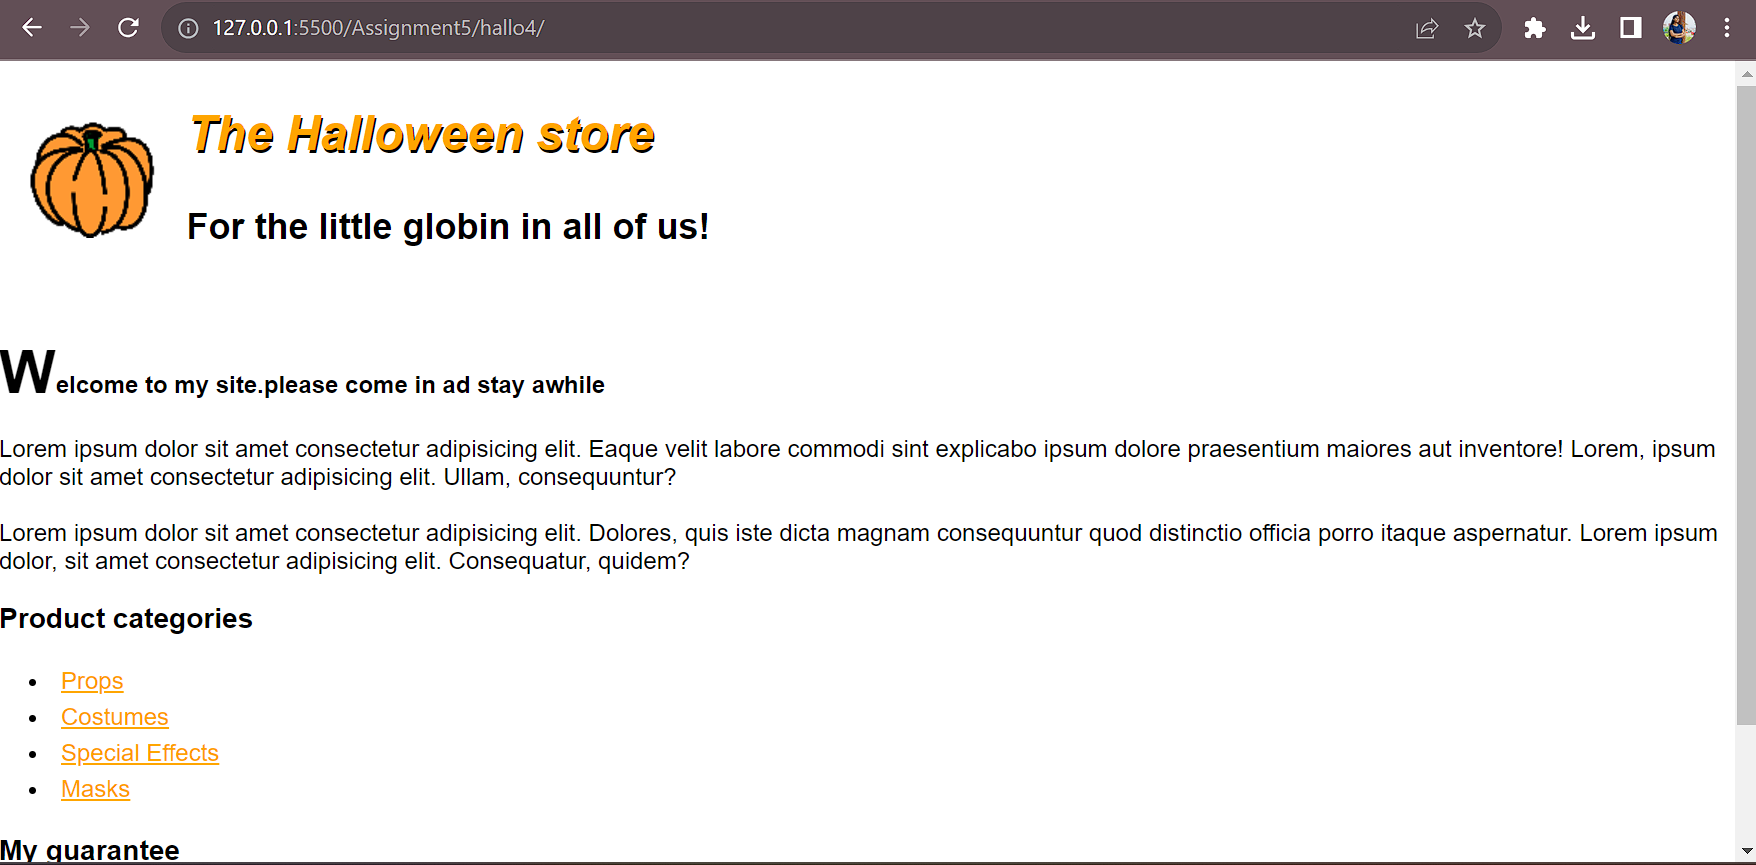 127.0.0.1:5500/Assignment5/hallo4/
The Halloween store
For the little globin in all of us!
Welcome to my site.please come in ad stay awhile
Lorem ipsum dolor sit amet consectetur adipisicing elit. Eaque velit labore commodi sint explicabo ipsum dolore praesentium maiores aut inventore! Lorem, ipsum
dolor sit amet consectetur adipisicing elit. Ullam, consequuntur?
Lorem ipsum dolor sit amet consectetur adipisicing elit. Dolores, quis iste dicta magnam consequuntur quod distinctio officia porro itaque aspernatur. Lorem ipsum
dolor, sit amet consectetur adipisicing elit. Consequatur, quidem?
Product categories
Props
Costumes
Special Effects
Masks
My guarantee